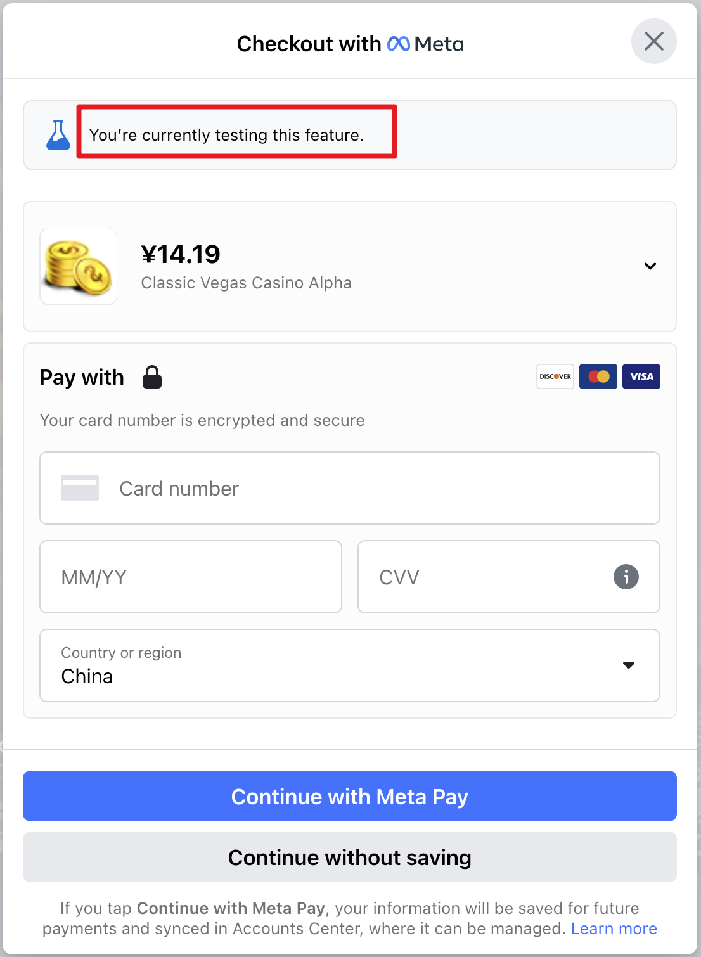 Checkout with Meta
You're currently testing this feature.
¥14.19
Classic Vegas Casino Alpha
Pay with
DISCOVER
VISA
Your card number is encrypted and secure
Card number
MM/YY
CVV
Country or region
China
Continue with Meta Pay
Continue without saving
If you tap Continue with Meta Pay, your information will be saved for future
payments and synced in Accounts Center, where it can be managed. Learn more